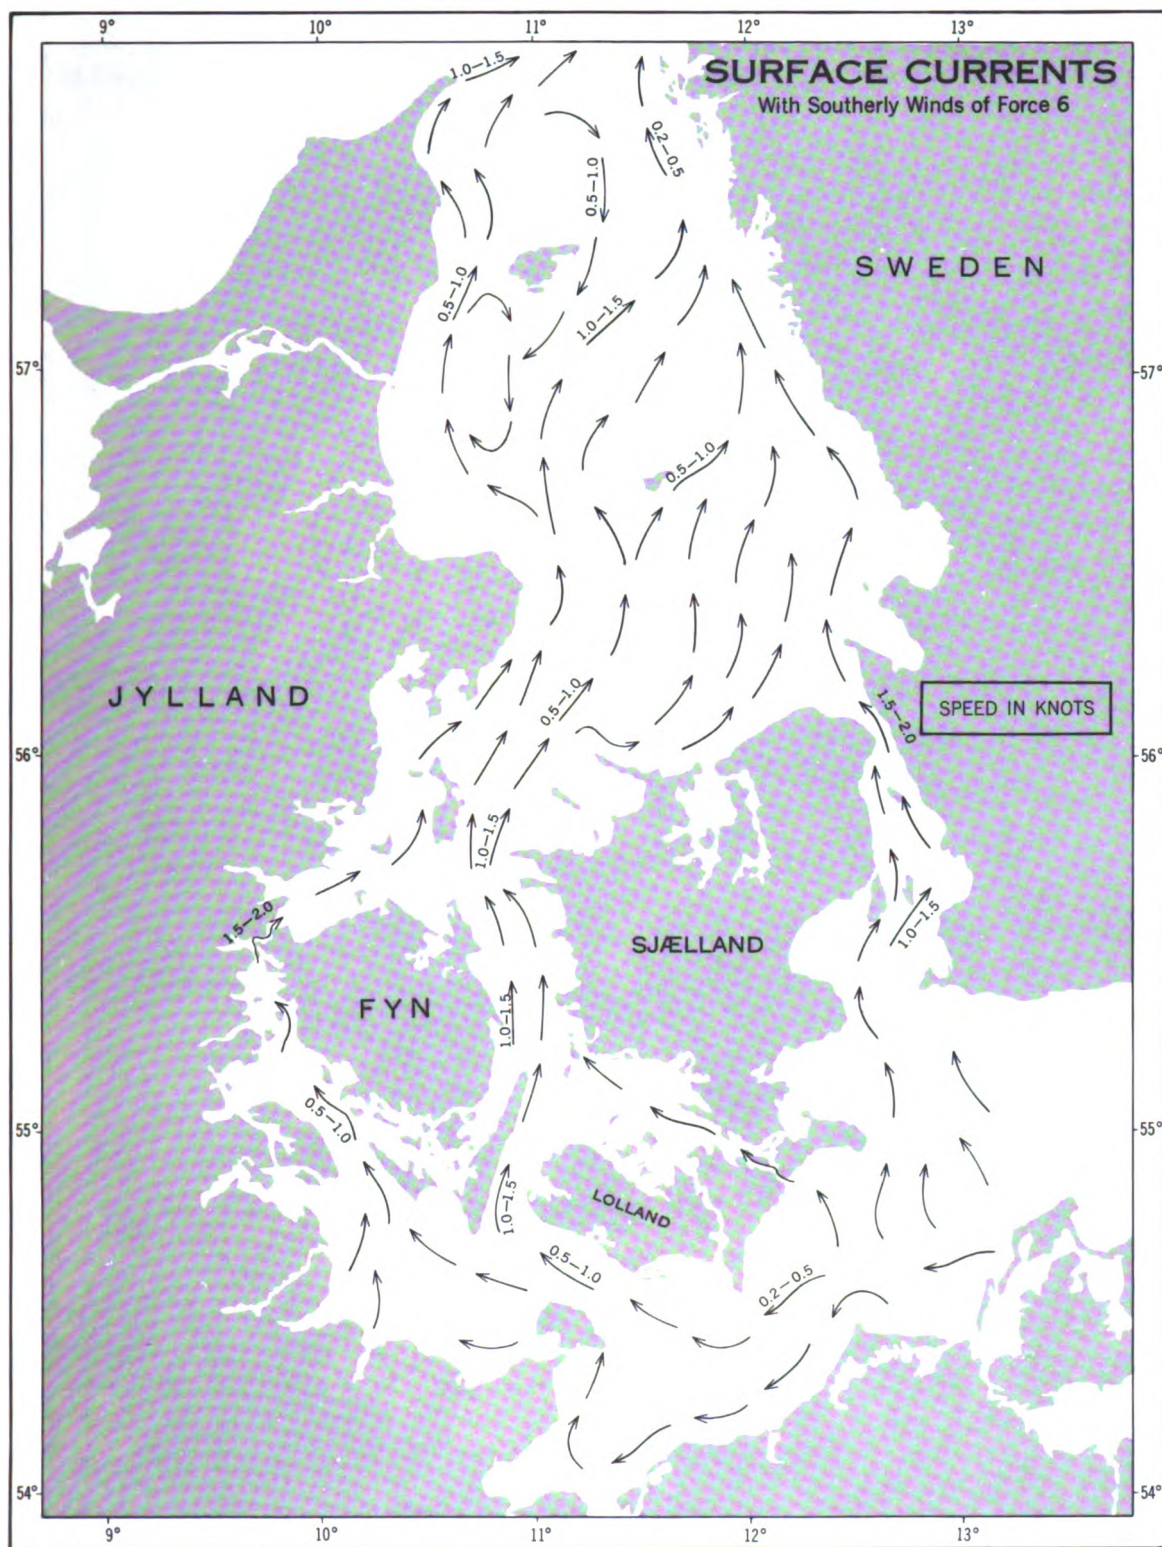 9° 10° 11° 12° 13°
SURFACE CURRENTS
With Southerly Winds of Force 6
1.0–1.5
0.2–0.5
0.5–1.0
SWEDEN
0.5–1.0
1.0–1.5
57° 57°
0.5–1.0
JYLLAND
0.5–1.0
1.5–2.0
SPEED IN KNOTS
56° 56°
1.0–1.5
1.5–2.0
1.0–1.5
SJÆLLAND
FYN
1.0–1.5
0.5–1.0
55° 55°
1.0–1.5
LOLLAND
0.5–1.0
0.2–0.5
54° 54°
9° 10° 11° 12° 13°